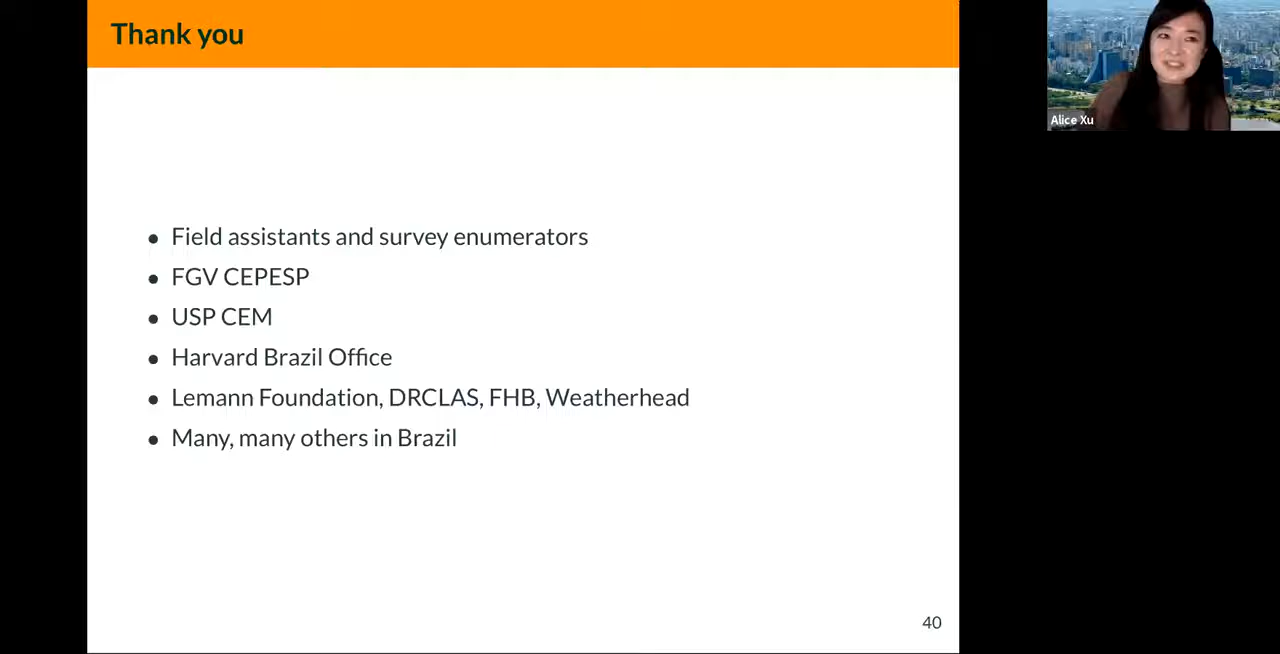 Thank you
Alice Xu
• Field assistants and survey enumerators
• FGV CEPESP
• USP CEM
• Harvard Brazil Office
• Lemann Foundation, DRCLAS, FHB, Weatherhead
• Many, many others in Brazil
40